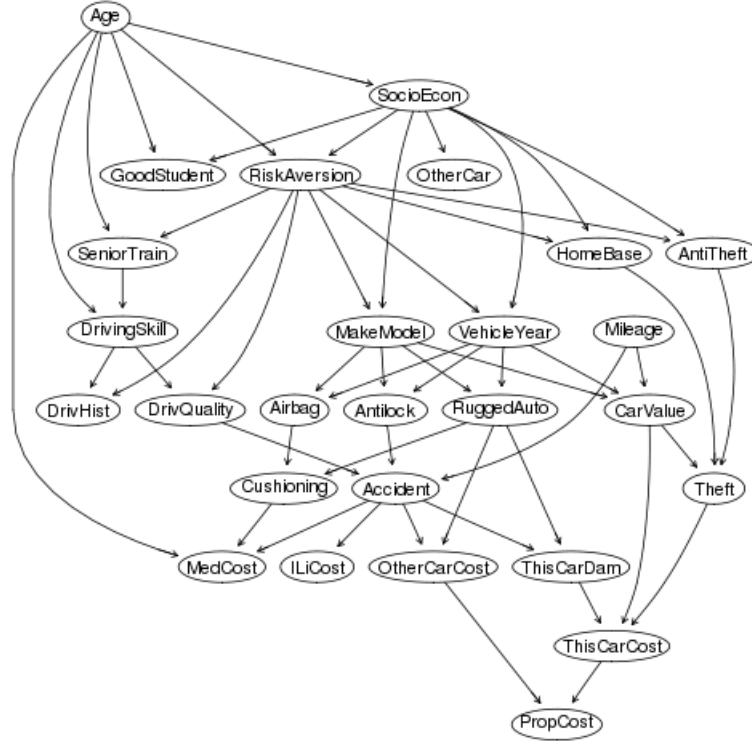 Age
SocioEcon
GoodStudent
RiskAversion
OtherCar
SeniorTrain
HomeBase
AntiTheft
DrivingSkill
MakeModel
VehicleYear
Mileage
DrivHist
DrivQuality
Airbag
Antilock
RuggedAuto
CarValue
Cushioning
Accident
Theft
MedCost
ILiCost
OtherCarCost
ThisCarDam
ThisCarCost
PropCost